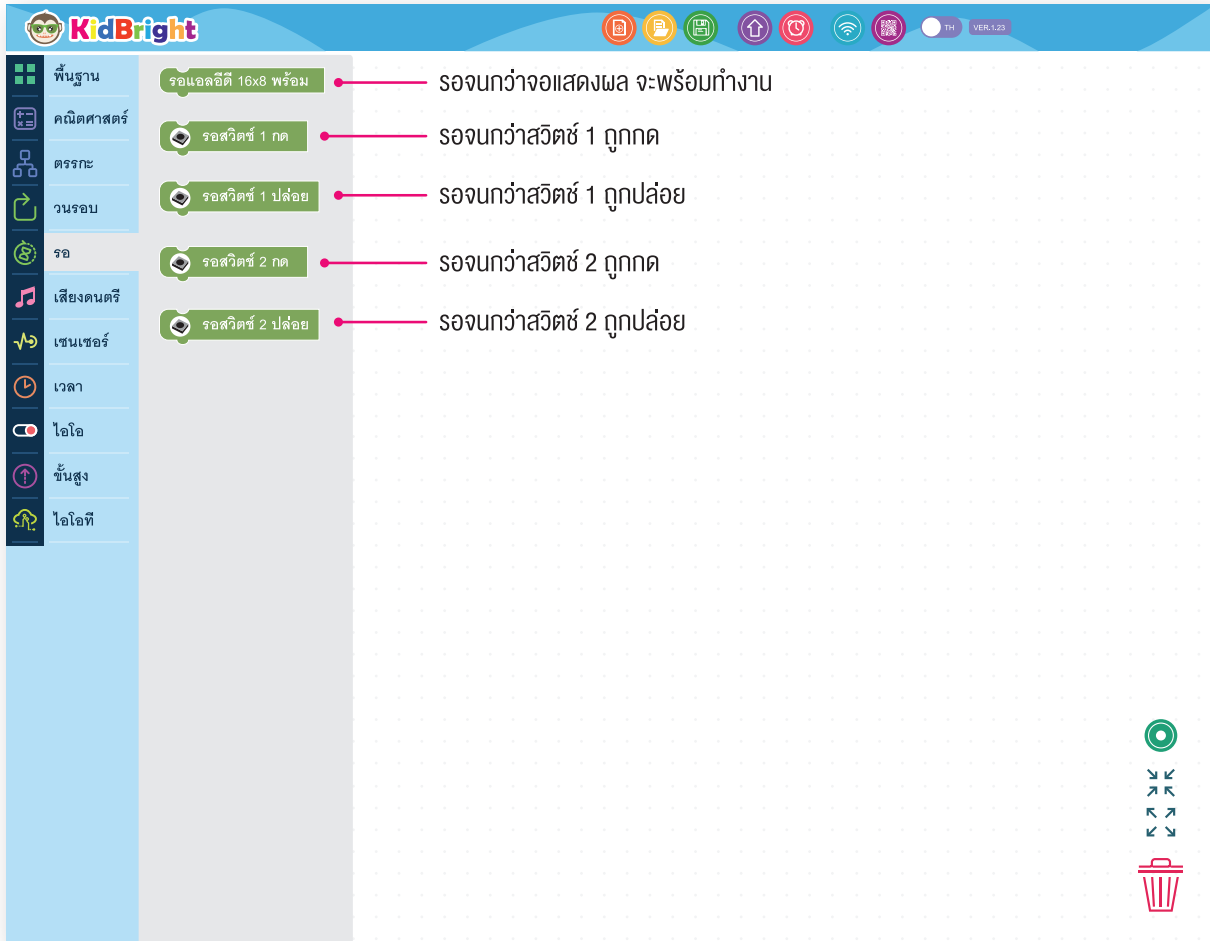 KidBright
TH
VER.1.23
พื้นฐาน
คณิตศาสตร์
ตรรกะ
วนรอบ
รอ
เสียงดนตรี
เซนเซอร์
เวลา
ไอโอ
ขั้นสูง
ไอโอที
รอแอลอีดี 16x8 พร้อม
รอจนกว่าจอแสดงผล จะพร้อมทำงาน
รอสวิตช์ 1 กด
รอจนกว่าสวิตช์ 1 ถูกกด
รอสวิตช์ 1 ปล่อย
รอจนกว่าสวิตช์ 1 ถูกปล่อย
รอสวิตช์ 2 กด
รอจนกว่าสวิตช์ 2 ถูกกด
รอสวิตช์ 2 ปล่อย
รอจนกว่าสวิตช์ 2 ถูกปล่อย